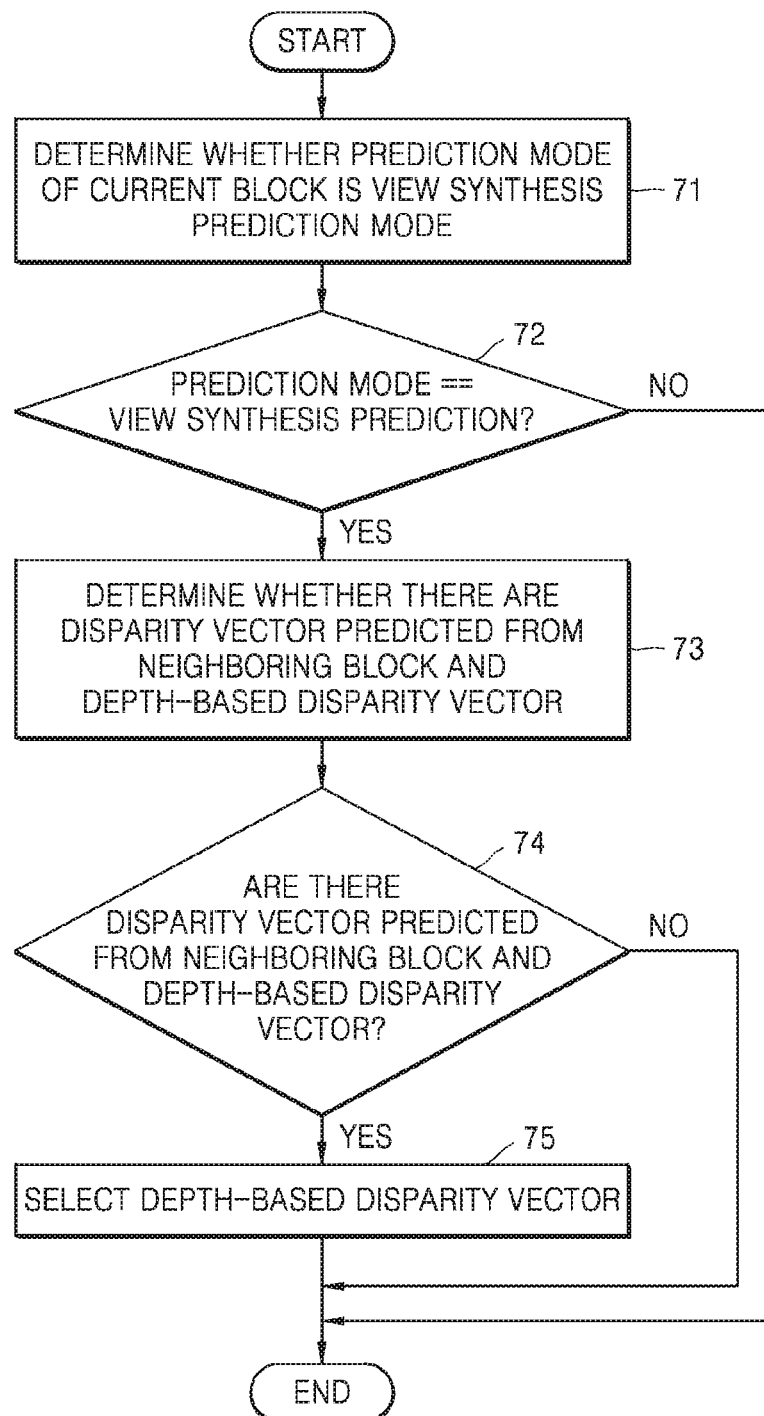 START
DETERMINE WHETHER PREDICTION MODE
OF CURRENT BLOCK IS VIEW SYNTHESIS
PREDICTION MODE
71
72
PREDICTION MODE ==
VIEW SYNTHESIS PREDICTION?
NO
YES
DETERMINE WHETHER THERE ARE
DISPARITY VECTOR PREDICTED FROM
NEIGHBORING BLOCK AND
DEPTH-BASED DISPARITY VECTOR
73
74
ARE THERE
DISPARITY VECTOR PREDICTED
FROM NEIGHBORING BLOCK AND
DEPTH-BASED DISPARITY
VECTOR?
NO
YES
75
SELECT DEPTH-BASED DISPARITY VECTOR
END